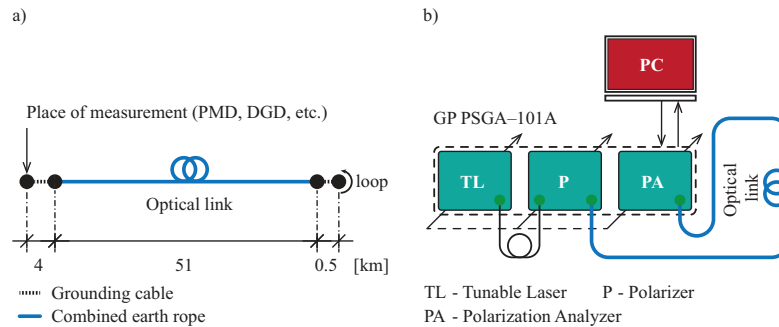 a)
Place of measurement (PMD, DGD, etc.)
loop
Optical link
4 51 0.5 [km]
Grounding cable
Combined earth rope
b)
PC
GP PSGA–101A
TL P PA
Optical
link
TL - Tunable Laser P - Polarizer
PA - Polarization Analyzer